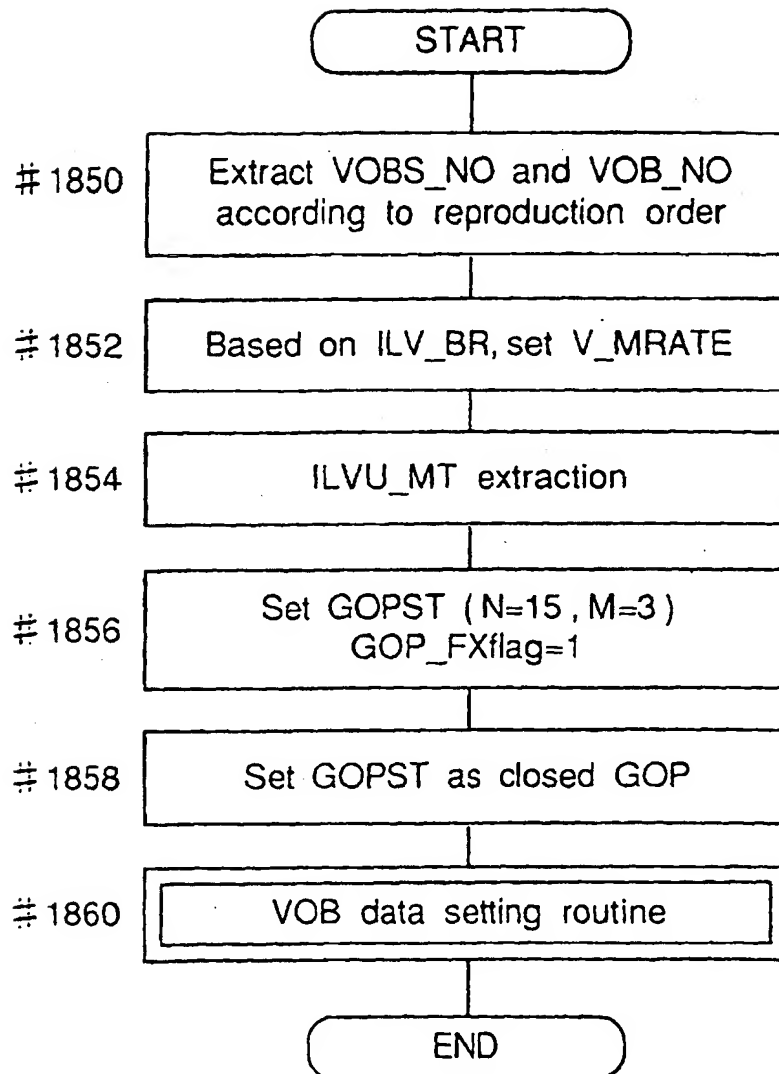 START
#1850
Extract VOBS_NO and VOB_NO
according to reproduction order
#1852
Based on ILV_BR, set V_MRATE
#1854
ILVU_MT extraction
#1856
Set GOPST (N=15, M=3)
GOP_FXflag=1
#1858
Set GOPST as closed GOP
#1860
VOB data setting routine
END